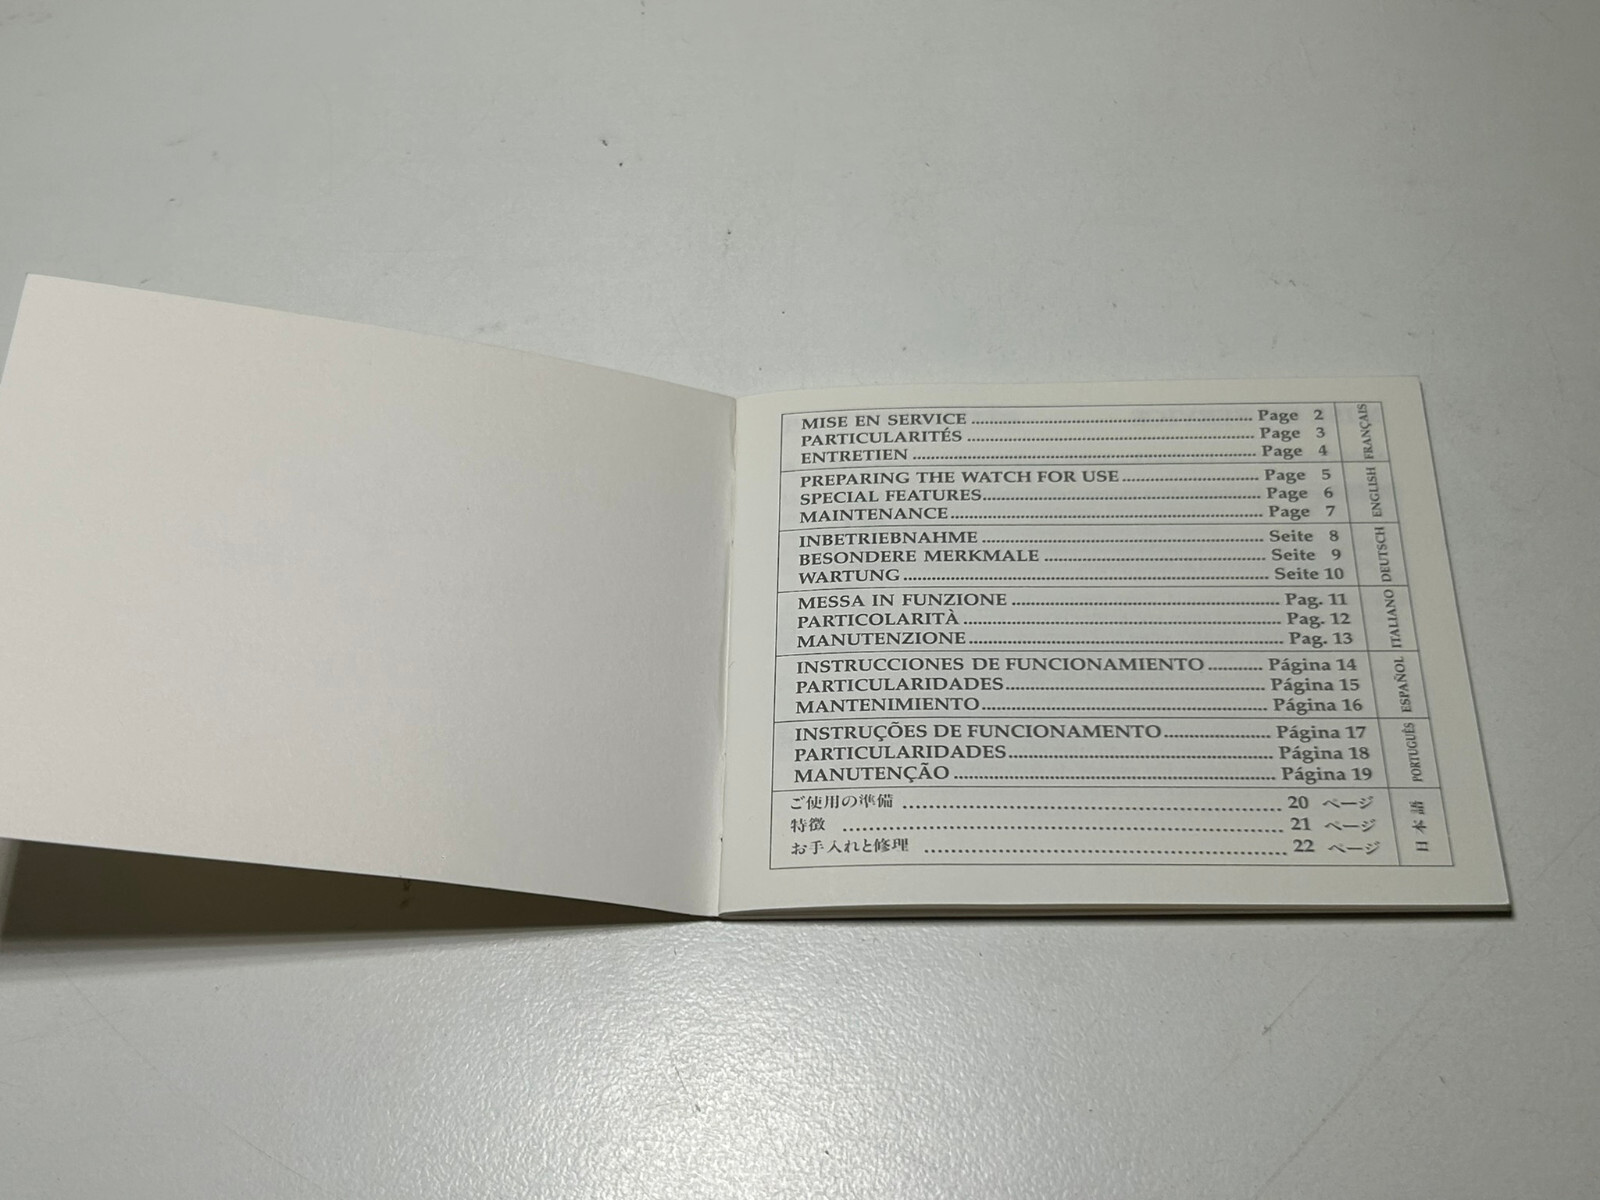 MISE EN SERVICE ........ Page 2
PARTICULARITÉS ........ Page 3
ENTRETIEN ........ Page 4
FRANÇAIS
PREPARING THE WATCH FOR USE ........ Page 5
SPECIAL FEATURES ........ Page 6
MAINTENANCE ........ Page 7
ENGLISH
INBETRIEBNAHME ........ Seite 8
BESONDERE MERKMALE ........ Seite 9
WARTUNG ........ Seite 10
DEUTSCH
MESSA IN FUNZIONE ........ Pag. 11
PARTICOLARITÀ ........ Pag. 12
MANUTENZIONE ........ Pag. 13
ITALIANO
INSTRUCCIONES DE FUNCIONAMIENTO ........ Página 14
PARTICULARIDADES ........ Página 15
MANTENIMIENTO ........ Página 16
ESPAÑOL
INSTRUÇÕES DE FUNCIONAMENTO ........ Página 17
PARTICULARIDADES ........ Página 18
MANUTENÇÃO ........ Página 19
PORTUGUÊS
ご使用の準備 ........ 20 ページ
特徴 ........ 21 ページ
お手入れと修理 ........ 22 ページ
日本語